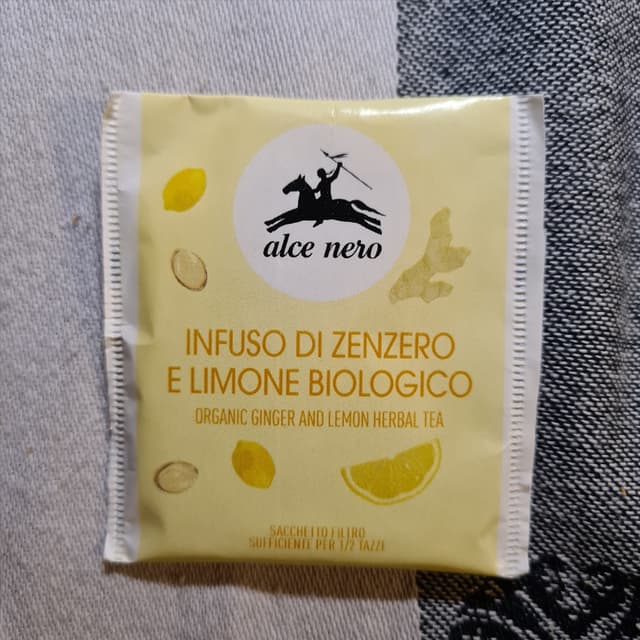 alce nero
INFUSO DI ZENZERO
E LIMONE BIOLOGICO
ORGANIC GINGER AND LEMON HERBAL TEA
SACCHETTO FILTRO
SUFFICIENTE PER 1/2 TAZZE